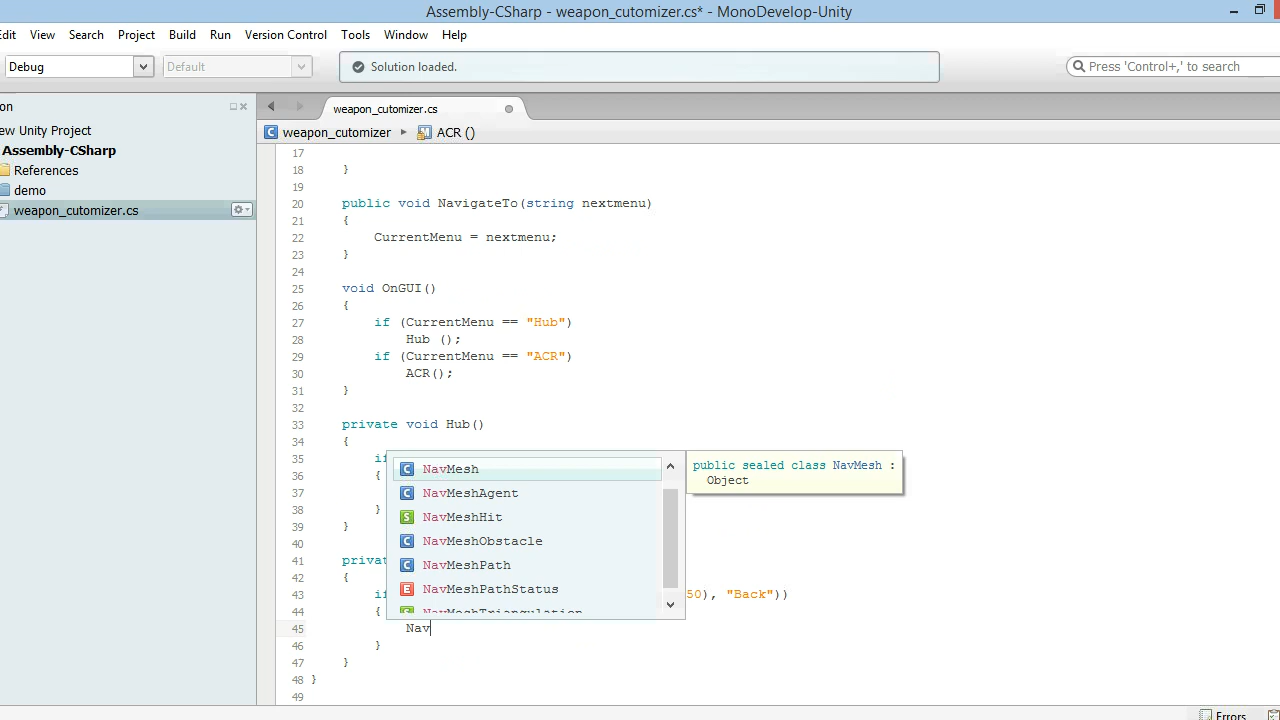 Assembly-CSharp - weapon_cutomizer.cs* - MonoDevelop-Unity
dit View Search Project Build Run Version Control Tools Window Help
Debug Default Solution loaded. Press 'Control+,' to search
on weapon_cutomizer.cs
ew Unity Project
Assembly-CSharp
References
demo
weapon_cutomizer.cs
weapon_cutomizer ACR ()
17
18 }
19
20 public void NavigateTo(string nextmenu)
21 {
22 CurrentMenu = nextmenu;
23 }
24
25 void OnGUI()
26 {
27 if (CurrentMenu == "Hub")
28 Hub ();
29 if (CurrentMenu == "ACR")
30 ACR();
31 }
32
33 private void Hub()
34 {
35 if
36 {
37
38 }
39 }
40
41 privat
42 {
43 if 50), "Back"))
44 {
45 Nav
46 }
47 }
48 }
49
NavMesh
NavMeshAgent
NavMeshHit
NavMeshObstacle
NavMeshPath
NavMeshPathStatus
NavMeshTriangulation
public sealed class NavMesh :
Object
Errors